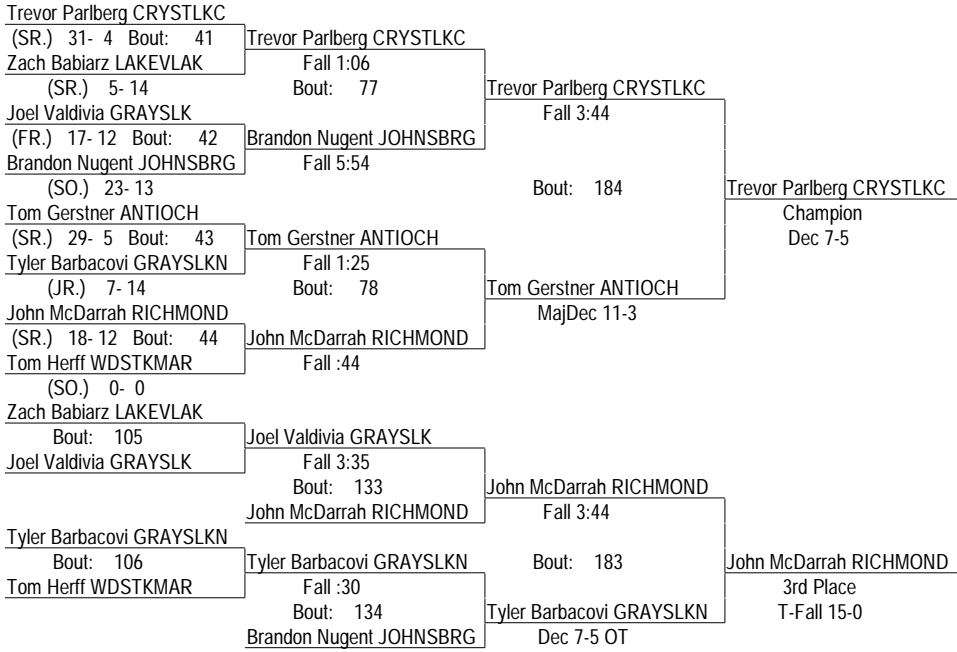 Trevor Parlberg CRYSTLKC
(SR.) 31- 4 Bout: 41
Trevor Parlberg CRYSTLKC
Zach Babiarz LAKEVLAK
Fall 1:06
(SR.) 5- 14
Bout: 77
Trevor Parlberg CRYSTLKC
Joel Valdivia GRAYSLK
Fall 3:44
(FR.) 17- 12 Bout: 42
Brandon Nugent JOHNSBRG
Brandon Nugent JOHNSBRG
Fall 5:54
(SO.) 23- 13
Bout: 184
Trevor Parlberg CRYSTLKC
Tom Gerstner ANTIOCH
Champion
(SR.) 29- 5 Bout: 43
Tom Gerstner ANTIOCH
Dec 7-5
Tyler Barbacovi GRAYSLKN
Fall 1:25
(JR.) 7- 14
Bout: 78
Tom Gerstner ANTIOCH
John McDarrah RICHMOND
MajDec 11-3
(SR.) 18- 12 Bout: 44
John McDarrah RICHMOND
Tom Herff WDSTKMAR
Fall :44
(SO.) 0- 0
Zach Babiarz LAKEVLAK
Bout: 105
Joel Valdivia GRAYSLK
Joel Valdivia GRAYSLK
Fall 3:35
Bout: 133
John McDarrah RICHMOND
John McDarrah RICHMOND
Fall 3:44
Tyler Barbacovi GRAYSLKN
Bout: 106
Tyler Barbacovi GRAYSLKN
Bout: 183
John McDarrah RICHMOND
Tom Herff WDSTKMAR
Fall :30
3rd Place
Bout: 134
Tyler Barbacovi GRAYSLKN
T-Fall 15-0
Brandon Nugent JOHNSBRG
Dec 7-5 OT